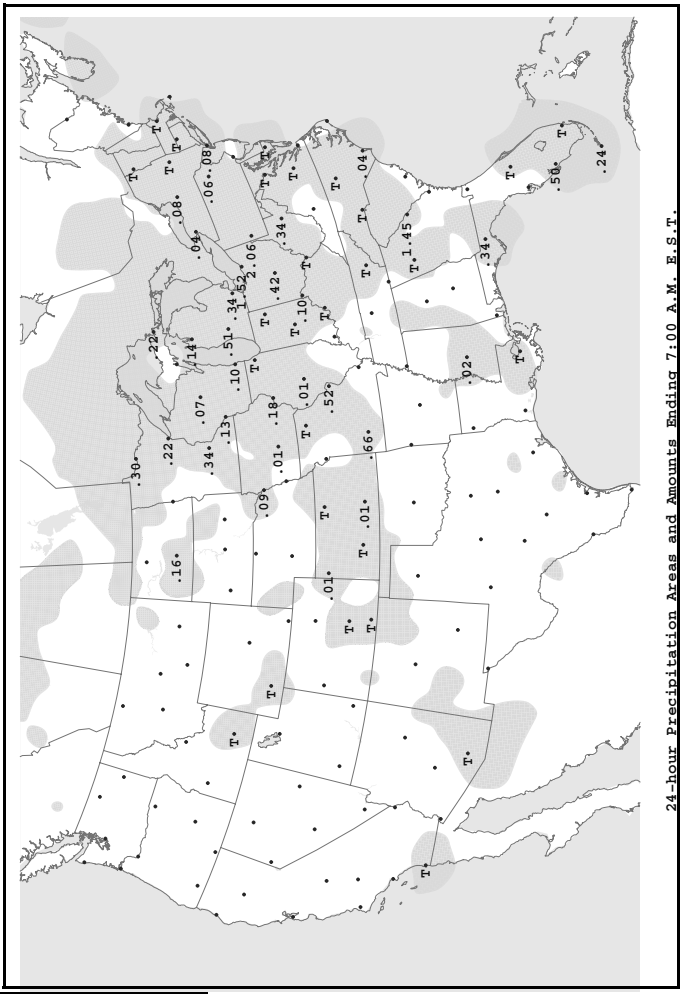 .30
T
.22
T
.22
T
.16
T
.08
.14
.04
.07
.34
.06
.08
.13
.51
.34
T
.10
1.52
2.06
T
.09
T
T
T
T
.18
.42
.01
.34
T
T
.10
.01
T
T
T
T
.01
.52
T
T
T
.04
T
.01
T
.66
T
1.45
T
T
T
.02
.34
T
T
.50
T
.24
24-hour Precipitation Areas and Amounts Ending 7:00 A.M. E.S.T.